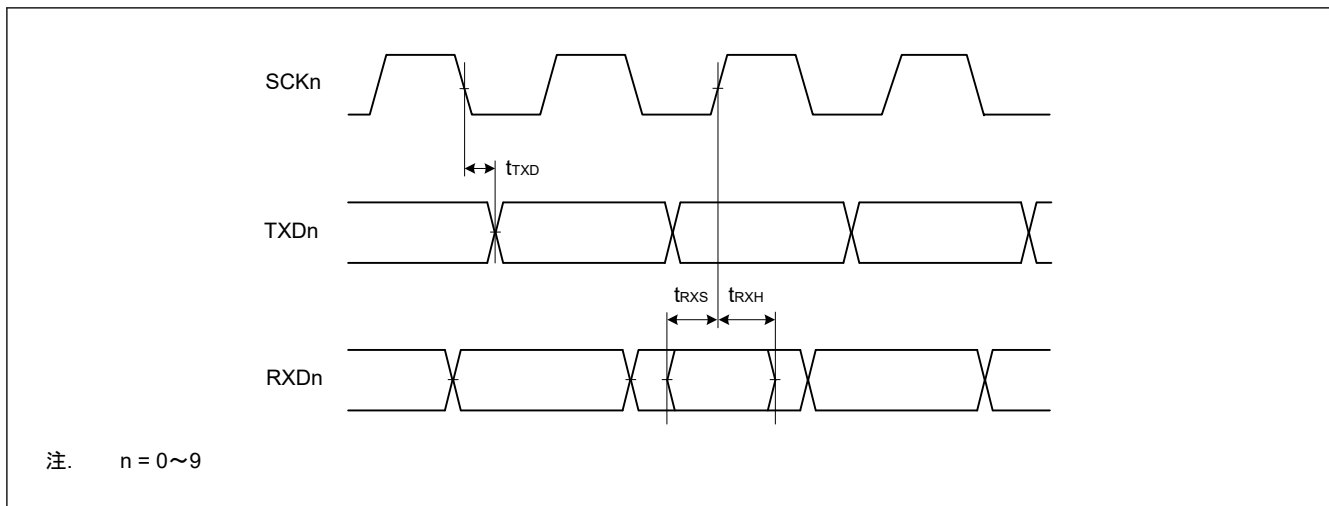 SCKn
tTXD
TXDn
tRXS tRXH
RXDn
注. n = 0～9